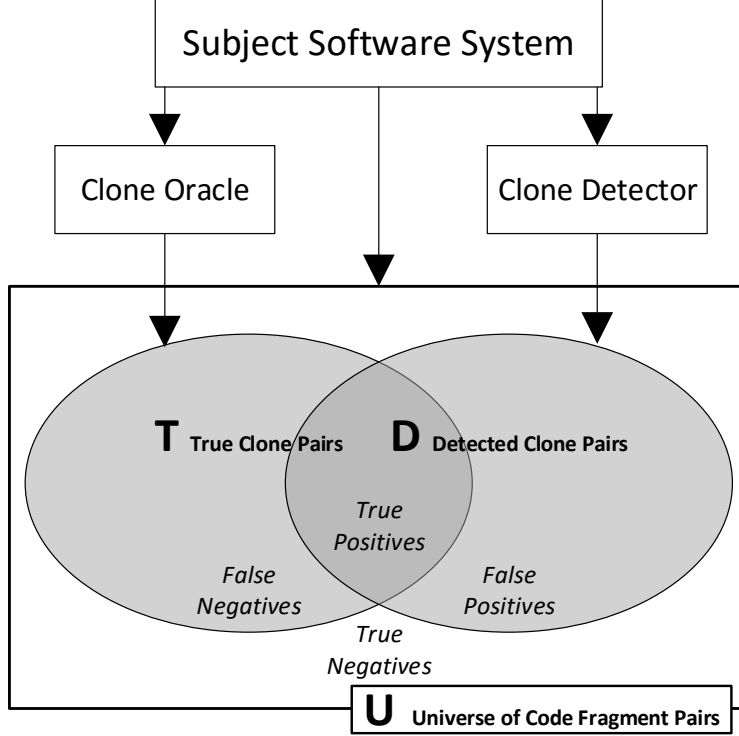 Subject Software System
Clone Oracle
Clone Detector
T True Clone Pairs
D Detected Clone Pairs
True
Positives
False
Negatives
False
Positives
True
Negatives
U Universe of Code Fragment Pairs